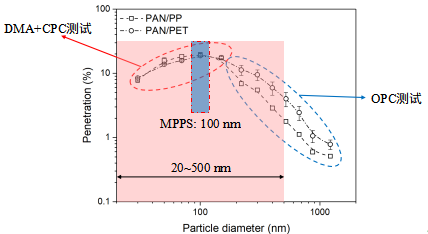 PAN/PP
PAN/PET
DMA+CPC测试
OPC测试
MPPS: 100 nm
20~500 nm
Penetration (%)
100
10
1
0.1
100
1000
Particle diameter (nm)